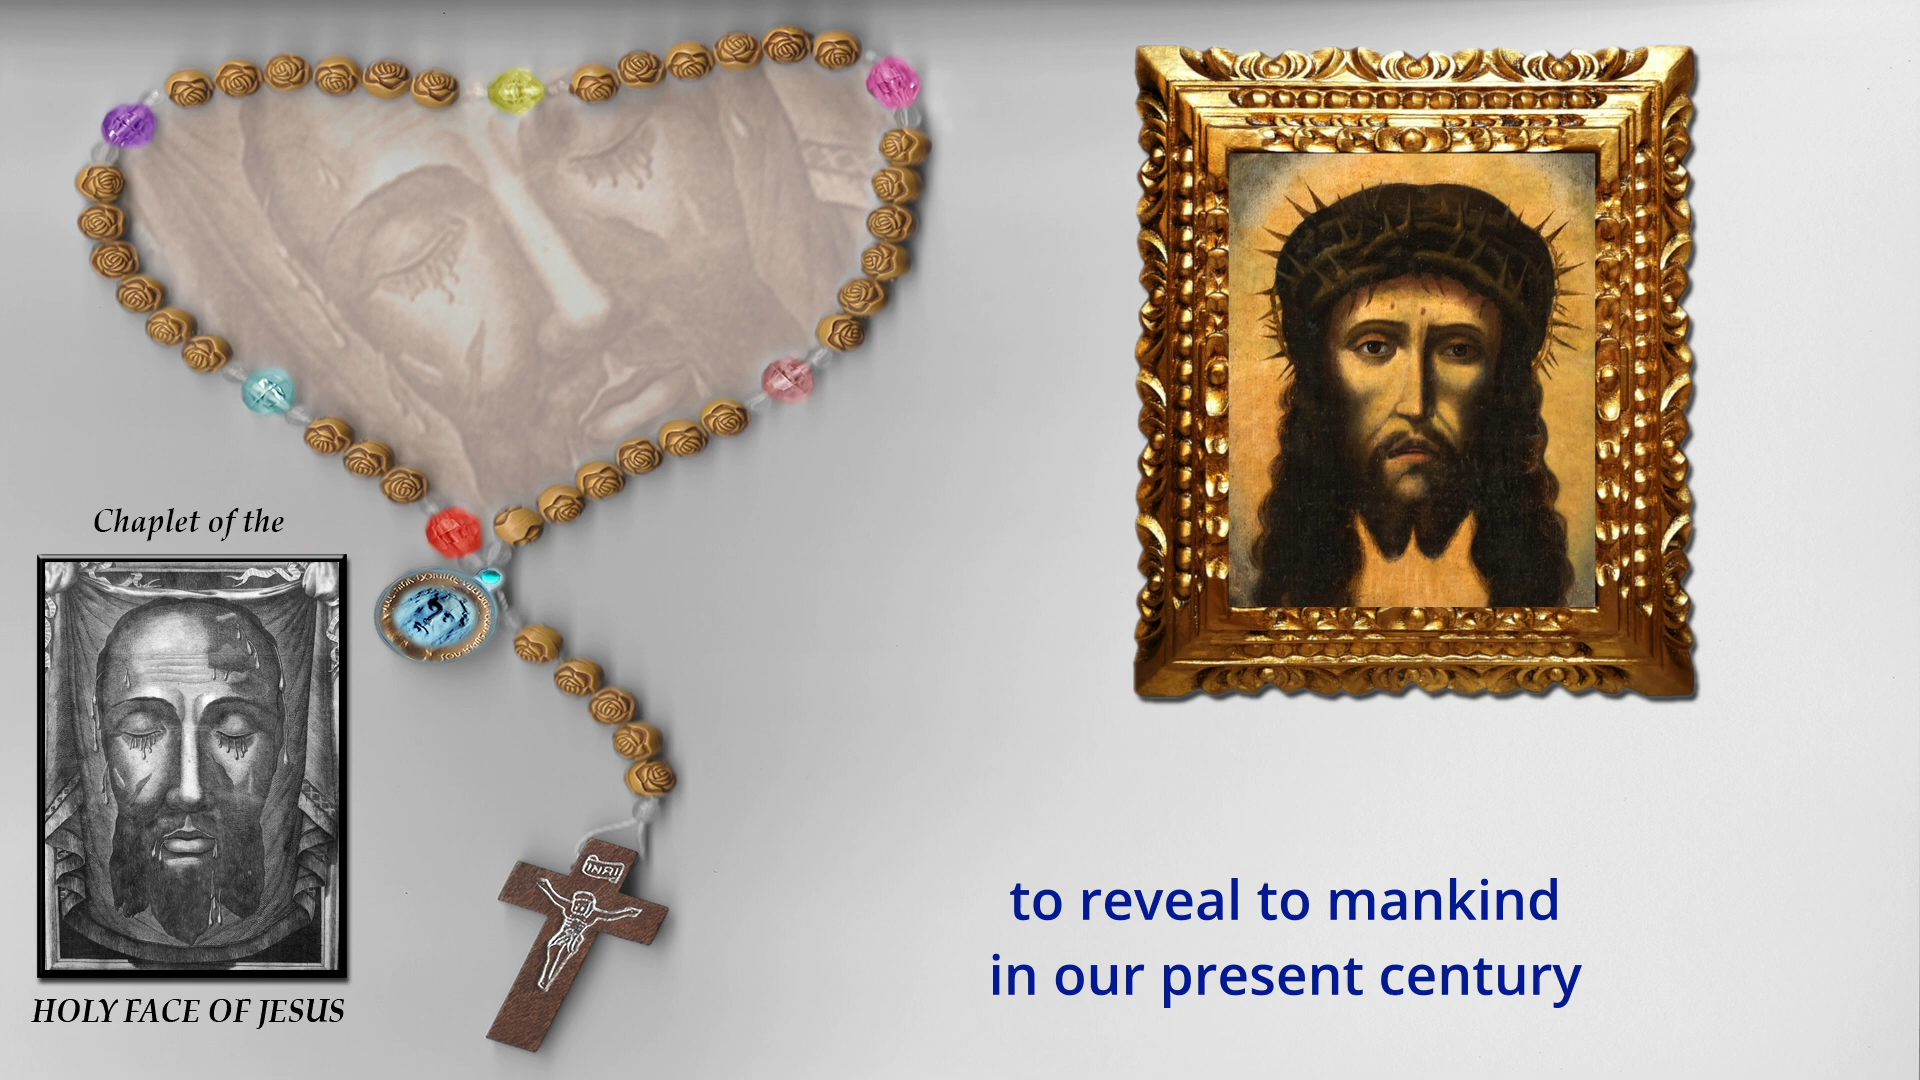 Chaplet of the
HOLY FACE OF JESUS
INRI
to reveal to mankind
in our present century